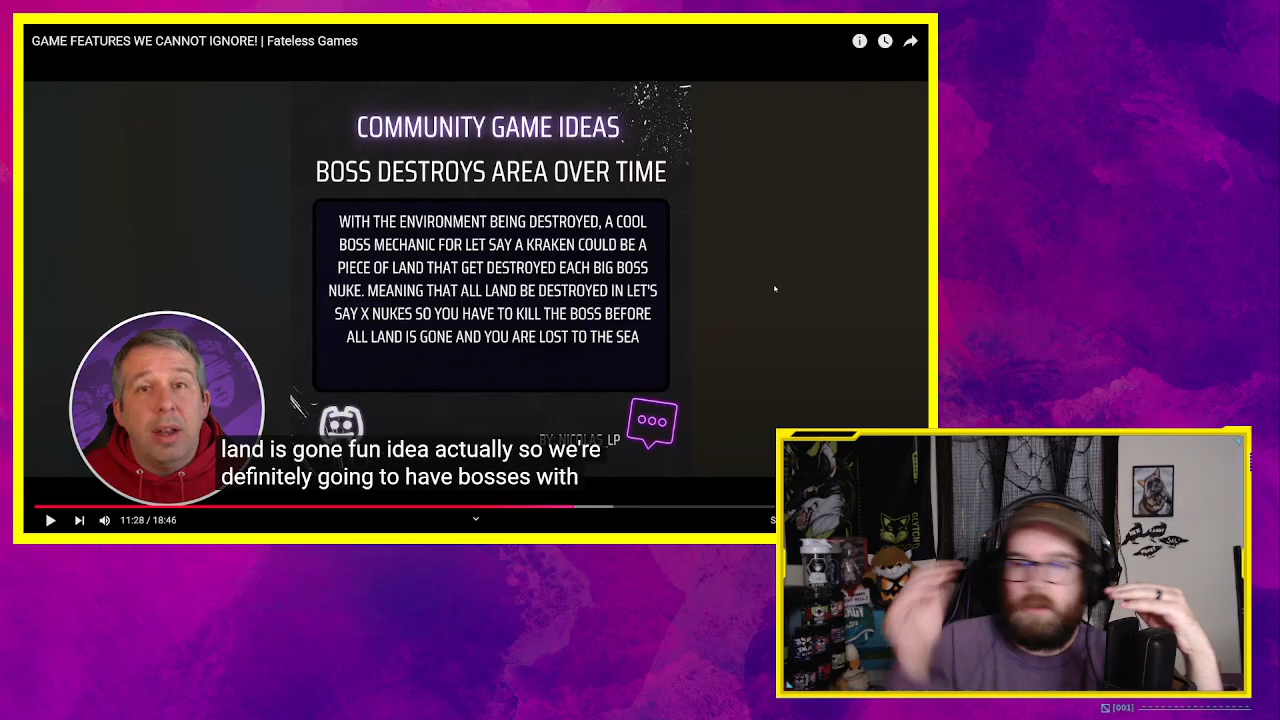 GAME FEATURES WE CANNOT IGNORE! | Fateless Games
COMMUNITY GAME IDEAS
BOSS DESTROYS AREA OVER TIME
WITH THE ENVIRONMENT BEING DESTROYED, A COOL
BOSS MECHANIC FOR LET SAY A KRAKEN COULD BE A
PIECE OF LAND THAT GET DESTROYED EACH BIG BOSS
NUKE. MEANING THAT ALL LAND BE DESTROYED IN LET'S
SAY X NUKES SO YOU HAVE TO KILL THE BOSS BEFORE
ALL LAND IS GONE AND YOU ARE LOST TO THE SEA
BY: NICOLAS_LP
land is gone fun idea actually so we're
definitely going to have bosses with
11:28 / 18:46
[001]